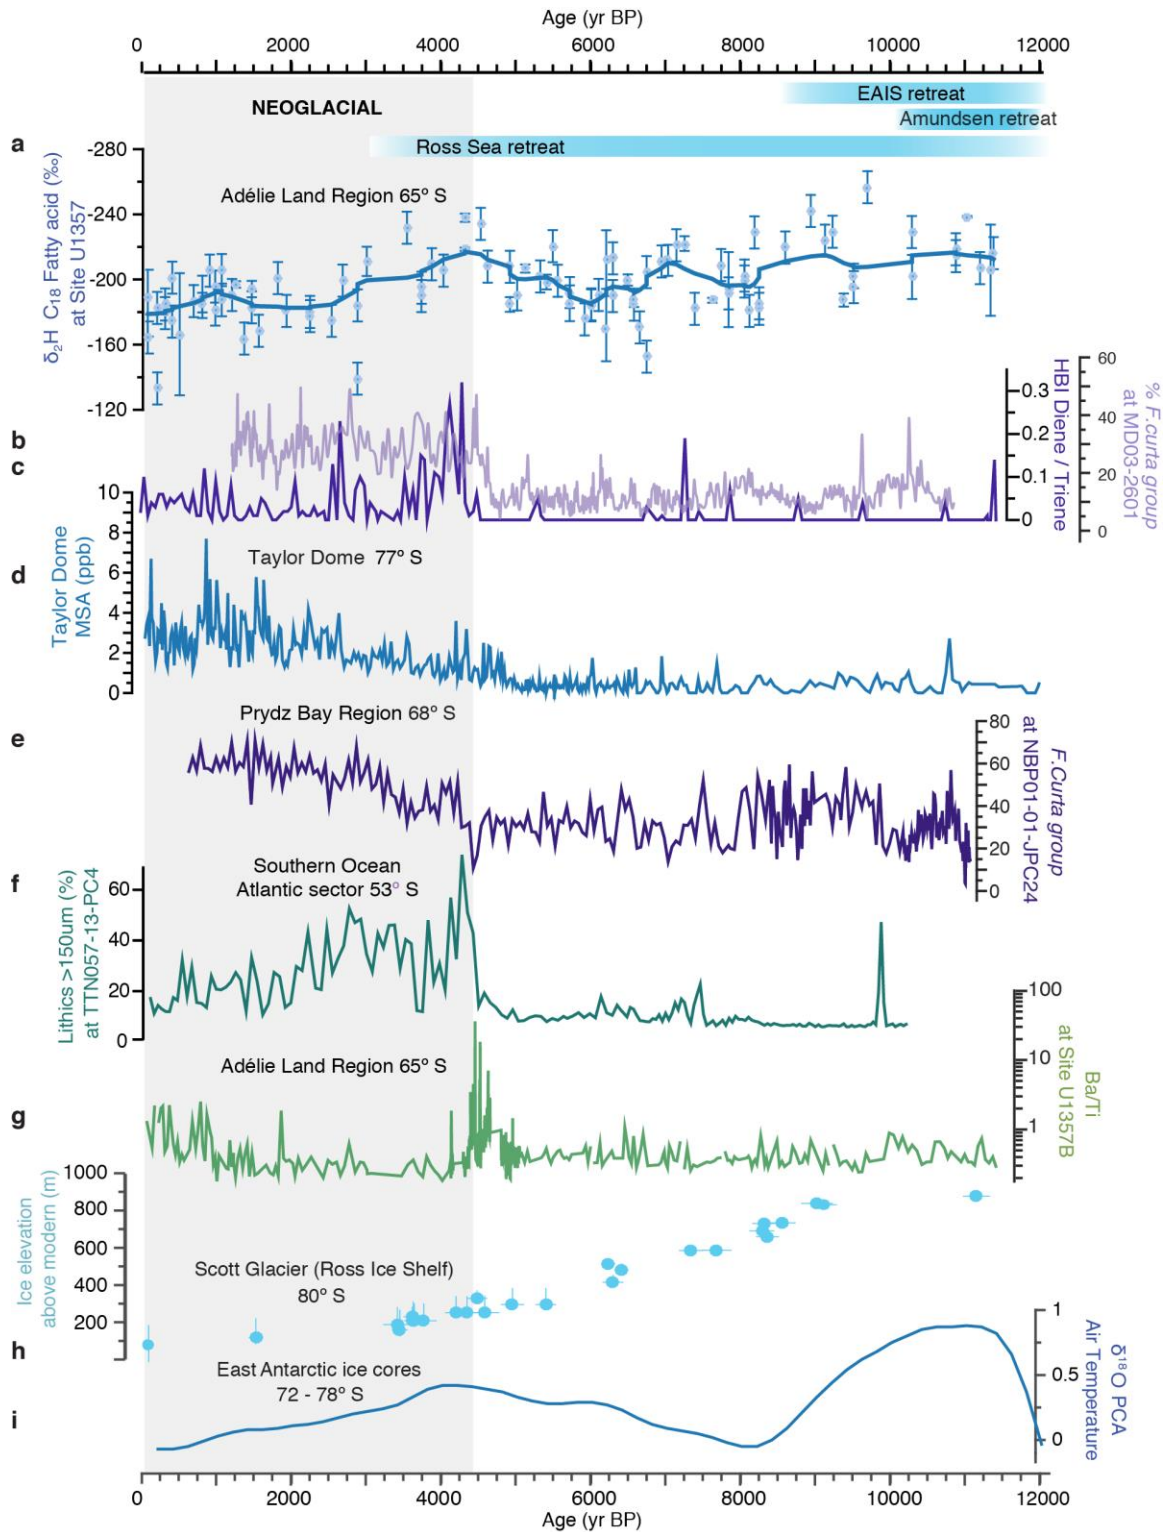 Age (yr BP)
0 2000 4000 6000 8000 10000 12000
EAIS retreat
NEOGLACIAL
Amundsen retreat
a
Ross Sea retreat
-280
-240
-200
-160
-120
δ₂H C₁₈ Fatty acid (‰)
at Site U1357
Adélie Land Region 65º S
b
c
0.3
0.2
0.1
0
HBI Diene / Triene
60
40
20
0
% F.curta group
at MD03-2601
d
10
8
6
4
2
0
Taylor Dome
MSA (ppb)
Taylor Dome 77º S
e
Prydz Bay Region 68º S
80
60
40
20
0
F.Curta group
at NBP01-01-JPC24
f
Southern Ocean
Atlantic sector 53º S
60
40
20
0
Lithics >150um (%)
at TTN057-13-PC4
g
Adélie Land Region 65º S
100
10
1
Ba/Ti
at Site U1357B
1000
800
600
400
200
Ice elevation
above modern (m)
Scott Glacier (Ross Ice Shelf)
80º S
h
East Antarctic ice cores
72 - 78º S
1
0.5
0
δ¹⁸O PCA
Air Temperature
i
0 2000 4000 6000 8000 10000 12000
Age (yr BP)